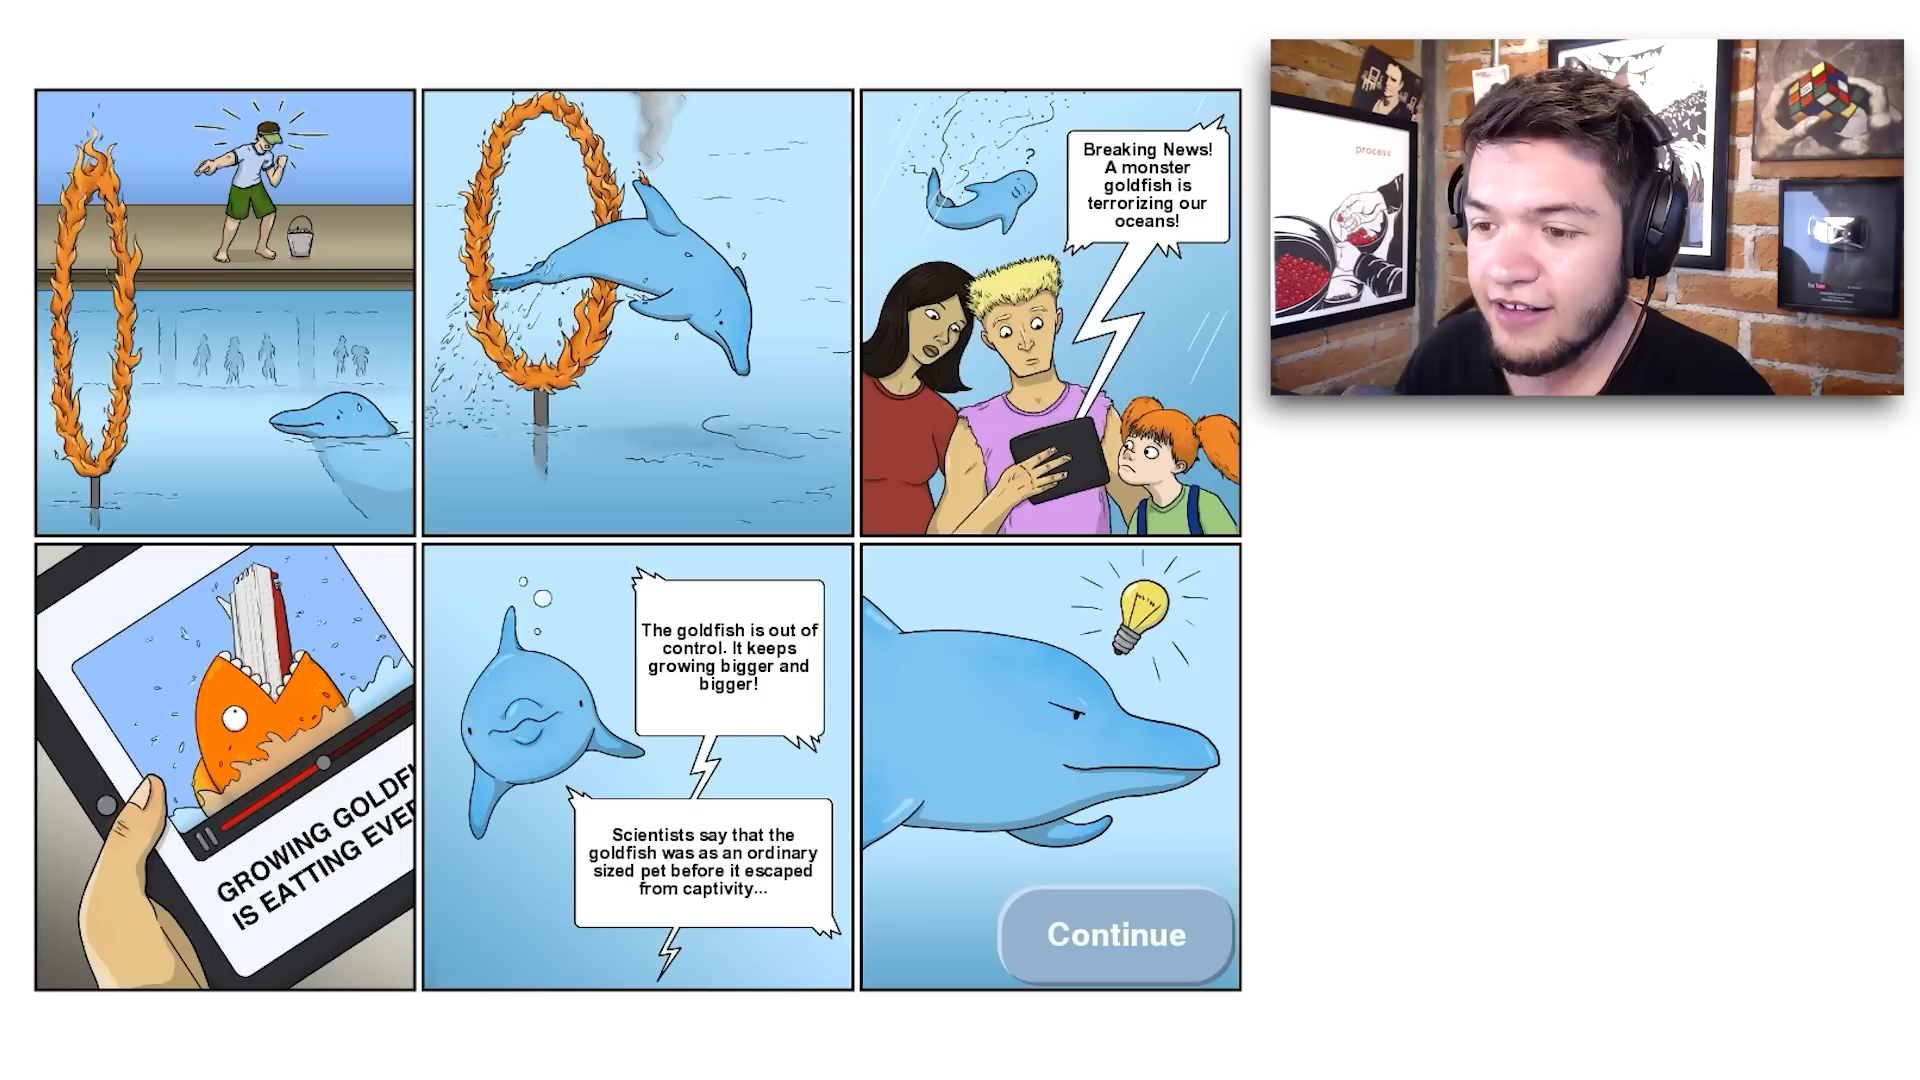 Breaking News!
A monster
goldfish is
terrorizing our
oceans!
?
GROWING GOLDFI
IS EATTING EVE
The goldfish is out of
control. It keeps
growing bigger and
bigger!
Scientists say that the
goldfish was as an ordinary
sized pet before it escaped
from captivity...
Continue
process
YouTube